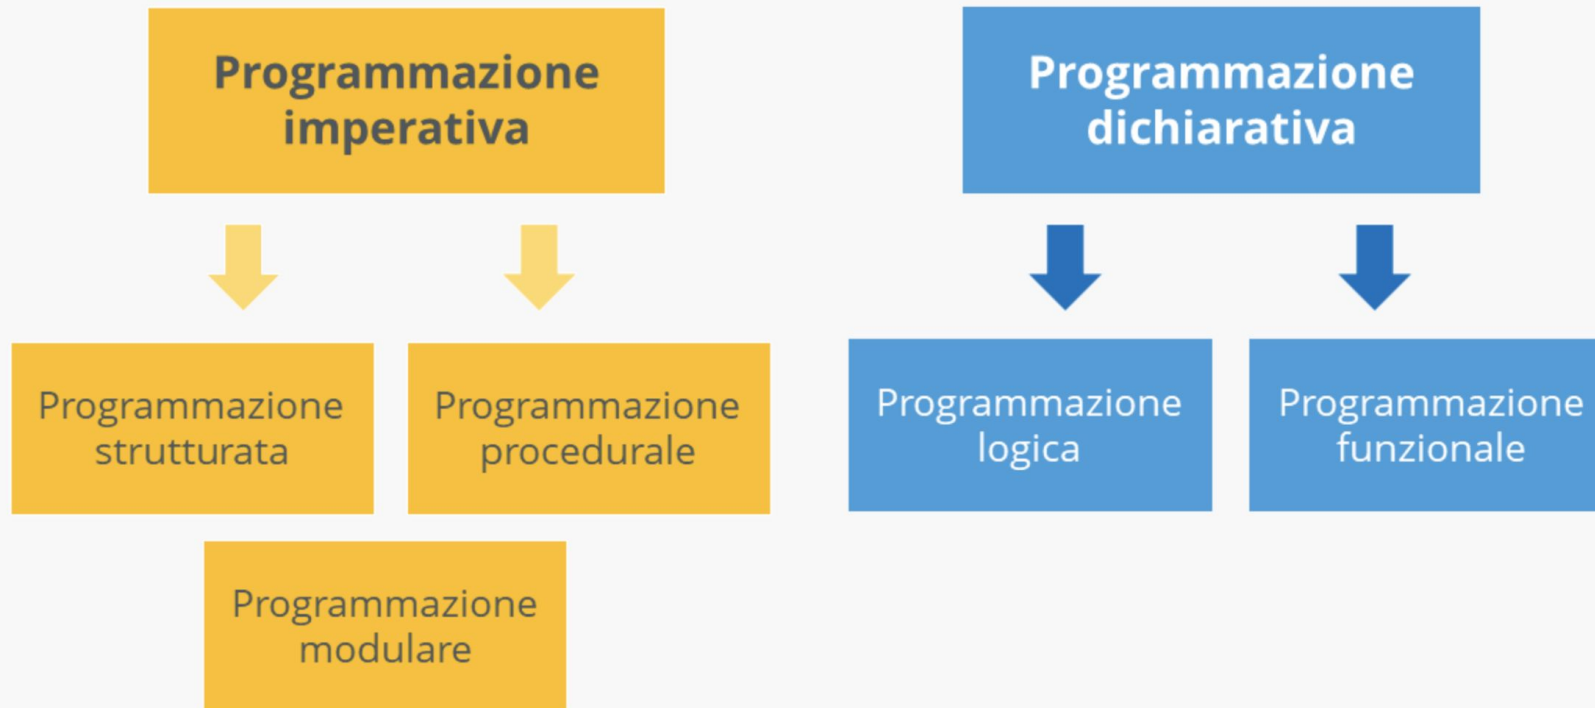 Programmazione
imperativa
Programmazione
dichiarativa
Programmazione
strutturata
Programmazione
procedurale
Programmazione
logica
Programmazione
funzionale
Programmazione
modulare